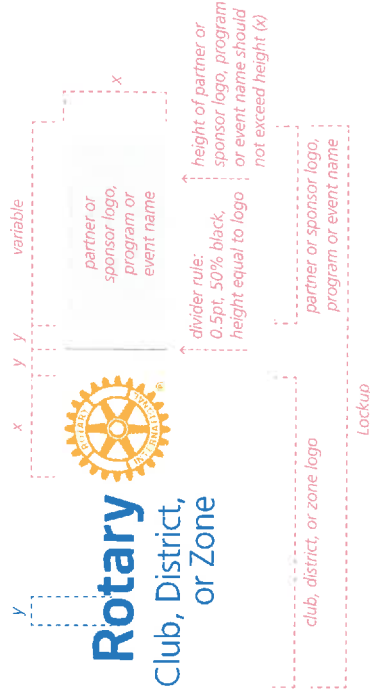 y
x
y
y
variable
x
Rotary
Club, District,
or Zone
ROTARY
INTERNATIONAL
®
partner or
sponsor logo,
program or
event name
divider rule:
0.5pt, 50% black,
height equal to logo
height of partner or
sponsor logo, program
or event name should
not exceed height (x)
club, district, or zone logo
partner or sponsor logo,
program or event name
Lockup